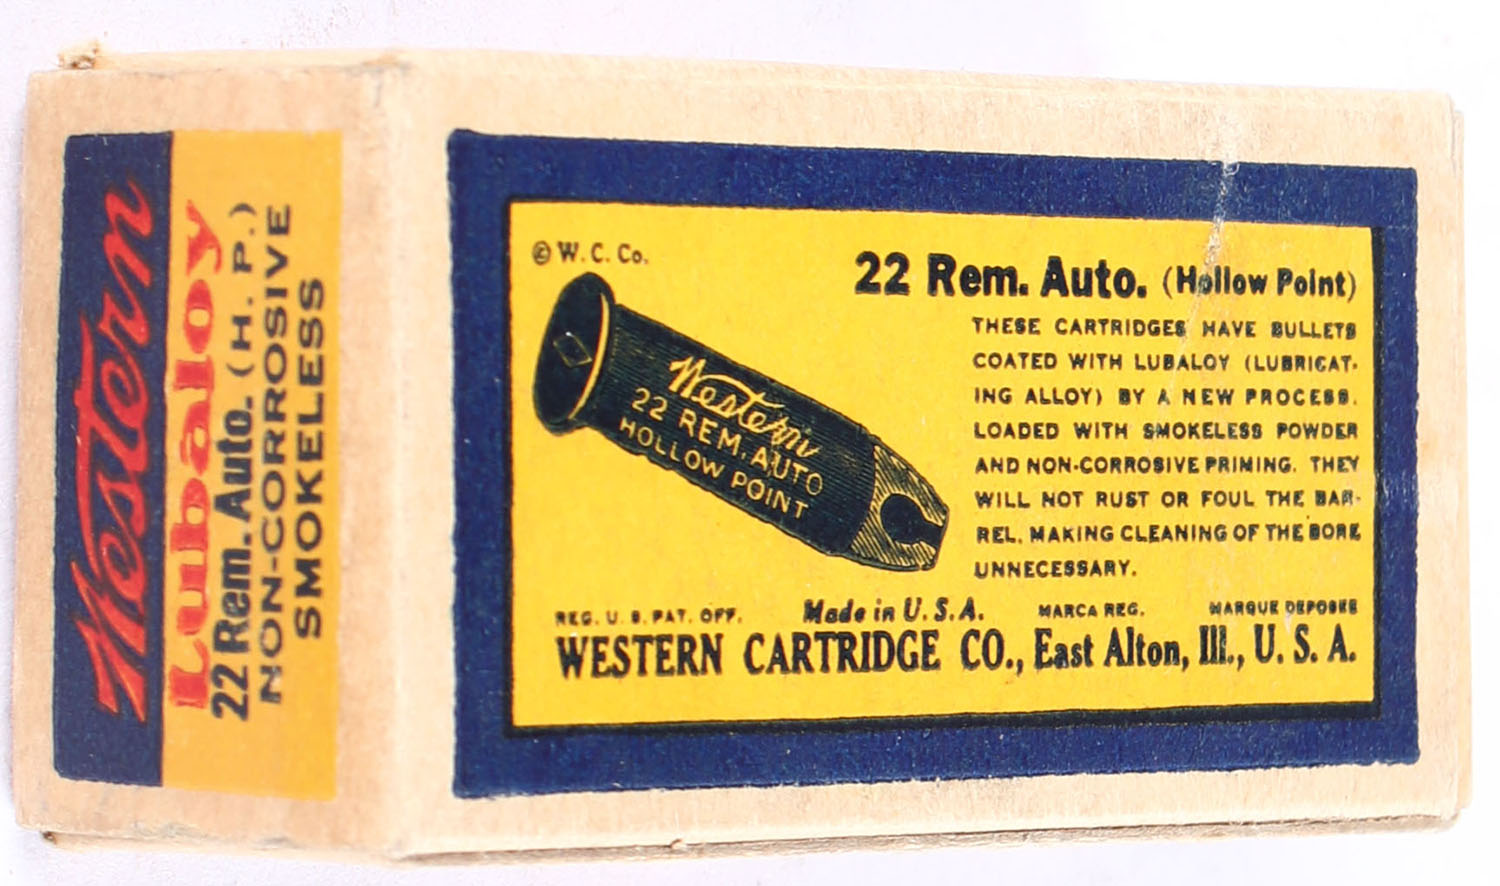 Western
Lubaloy
22 Rem. Auto. (H. P.)
NON-CORROSIVE
SMOKELESS
© W. C. Co.
Western
22 REM. AUTO
HOLLOW POINT
22 Rem. Auto. (Hollow Point)
THESE CARTRIDGES HAVE BULLETS
COATED WITH LUBALOY (LUBRICAT-
ING ALLOY) BY A NEW PROCESS.
LOADED WITH SMOKELESS POWDER
AND NON-CORROSIVE PRIMING. THEY
WILL NOT RUST OR FOUL THE BAR-
REL, MAKING CLEANING OF THE BORE
UNNECESSARY.
REG. U. S. PAT. OFF. Made in U. S. A. MARCA REG. MARQUE DEPOSEE
WESTERN CARTRIDGE CO., East Alton, Ill., U. S. A.